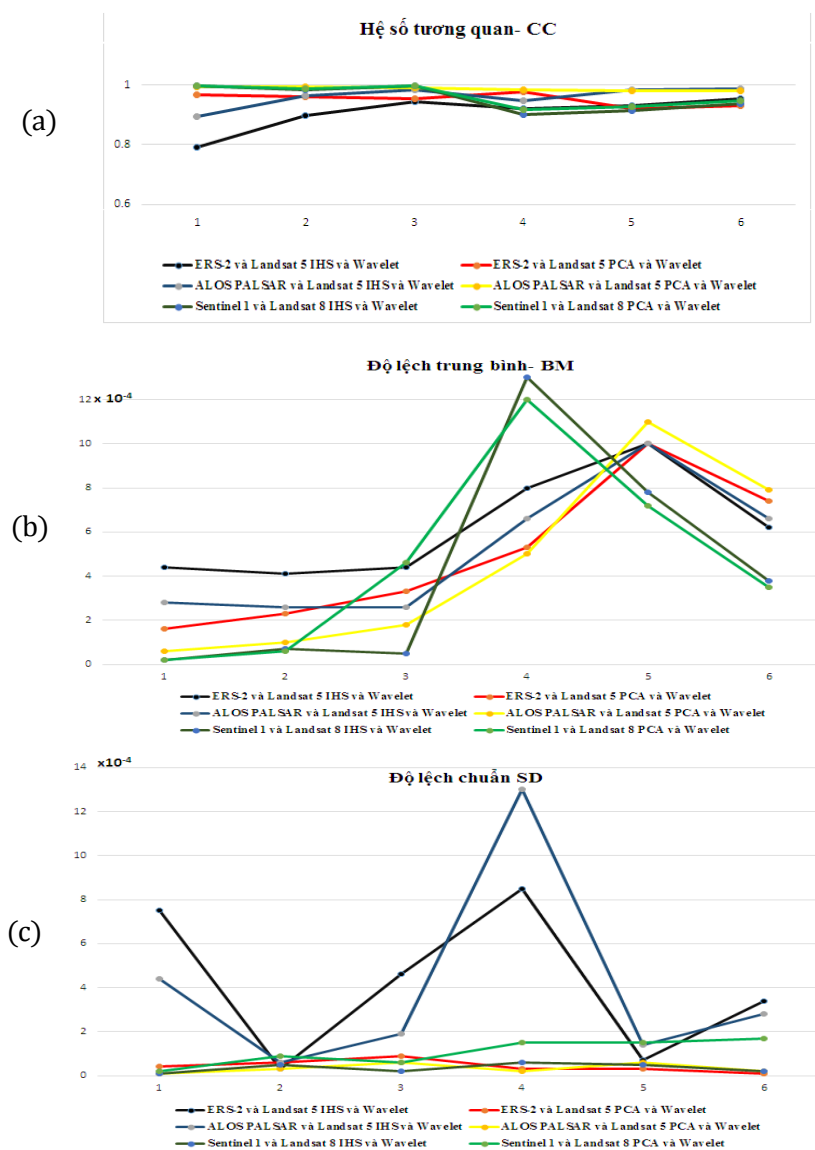 Hệ số tương quan- CC
(a)
1
0.8
0.6
1 2 3 4 5 6
ERS-2 và Landsat 5 IHS và Wavelet ERS-2 và Landsat 5 PCA và Wavelet
ALOS PALSAR và Landsat 5 IHS và Wavelet ALOS PALSAR và Landsat 5 PCA và Wavelet
Sentinel 1 và Landsat 8 IHS và Wavelet Sentinel 1 và Landsat 8 PCA và Wavelet
Độ lệch trung bình- BM
12 × 10⁻⁴
10
8
(b)
6
4
2
0
1 2 3 4 5 6
ERS-2 và Landsat 5 IHS và Wavelet ERS-2 và Landsat 5 PCA và Wavelet
ALOS PALSAR và Landsat 5 IHS và Wavelet ALOS PALSAR và Landsat 5 PCA và Wavelet
Sentinel 1 và Landsat 8 IHS và Wavelet Sentinel 1 và Landsat 8 PCA và Wavelet
14 ×10⁻⁴
Độ lệch chuẩn SD
12
10
8
(c)
6
4
2
0
1 2 3 4 5 6
ERS-2 và Landsat 5 IHS và Wavelet ERS-2 và Landsat 5 PCA và Wavelet
ALOS PALSAR và Landsat 5 IHS và Wavelet ALOS PALSAR và Landsat 5 PCA và Wavelet
Sentinel 1 và Landsat 8 IHS và Wavelet Sentinel 1 và Landsat 8 PCA và Wavelet